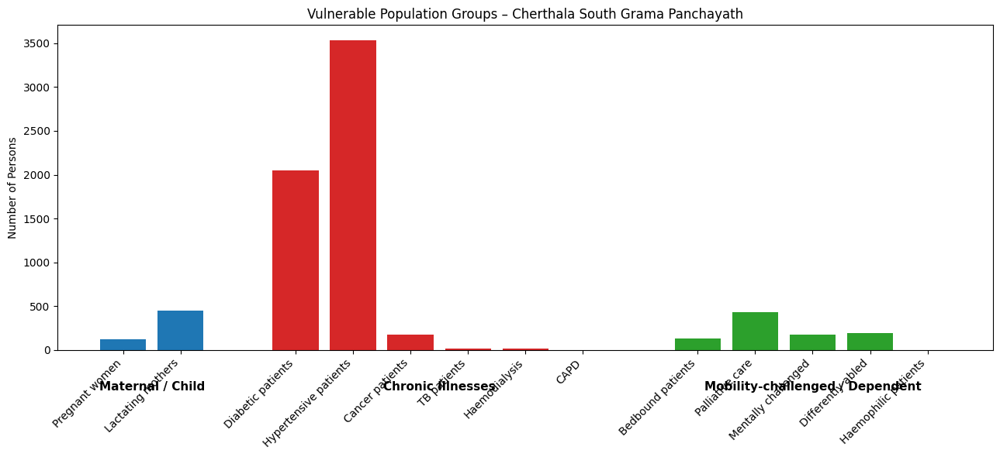 Vulnerable Population Groups – Cherthala South Grama Panchayath
Number of Persons
3500
3000
2500
2000
1500
1000
500
0
Pregnant women
Lactating mothers
Diabetic patients
Hypertensive patients
Cancer patients
TB patients
Haemodialysis
CAPD
Bedbound patients
Palliative care
Mentally challenged
Differently abled
Haemophilic patients
Maternal / Child
Chronic Illnesses
Mobility-challenged / Dependent